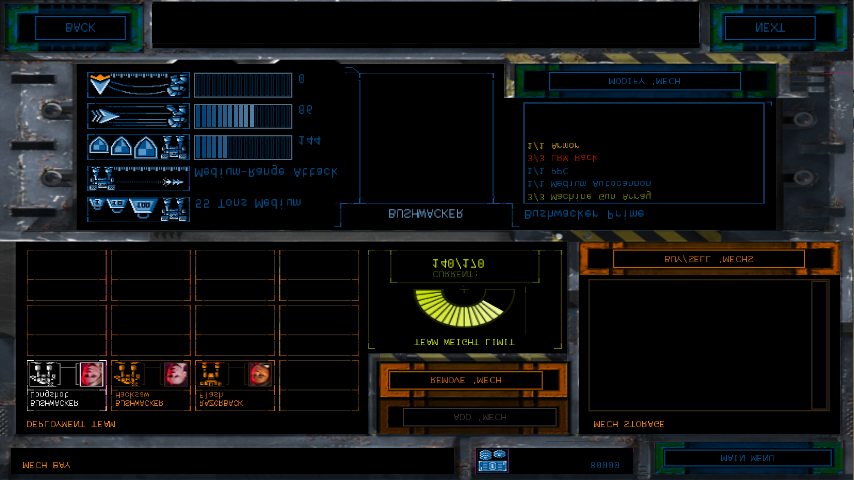 MECH BAY
MAIN MENU
DEPLOYMENT TEAM
BUSHWACKER
Longshot
BUSHWACKER
Hacksaw
RAZORBACK
Flash
ADD 'MECH
REMOVE 'MECH
TEAM WEIGHT LIMIT
CURRENT:
140/170
MECH STORAGE
BUY/SELL 'MECHS
100
55 Tons Medium
Medium-Range Attack
144
86
0
BUSHWACKER
Bushwacker Prime
3/3 Machine Gun Array
1/1 Medium Autocannon
1/1 PPC
3/3 LRM Rack
1/1 Armor
MODIFY 'MECH
BACK
NEXT